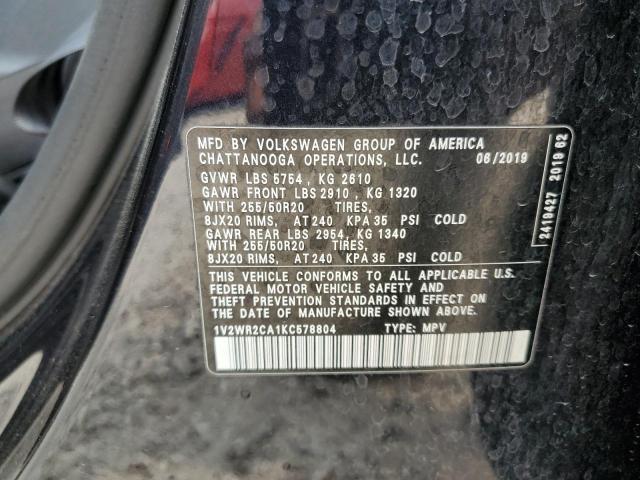 MFD BY VOLKSWAGEN GROUP OF AMERICA
CHATTANOOGA OPERATIONS, LLC. 06/2019
GVWR LBS 5754 , KG 2610
GAWR FRONT LBS 2910 , KG 1320
WITH 255/50R20 TIRES,
8JX20 RIMS, AT 240 KPA 35 PSI COLD
GAWR REAR LBS 2954, KG 1340
WITH 255/50R20 TIRES,
8JX20 RIMS, AT 240 KPA 35 PSI COLD
THIS VEHICLE CONFORMS TO ALL APPLICABLE U.S.
FEDERAL MOTOR VEHICLE SAFETY AND
THEFT PREVENTION STANDARDS IN EFFECT ON
THE DATE OF MANUFACTURE SHOWN ABOVE.
1V2WR2CA1KC578804 TYPE: MPV
2419427 2019 62